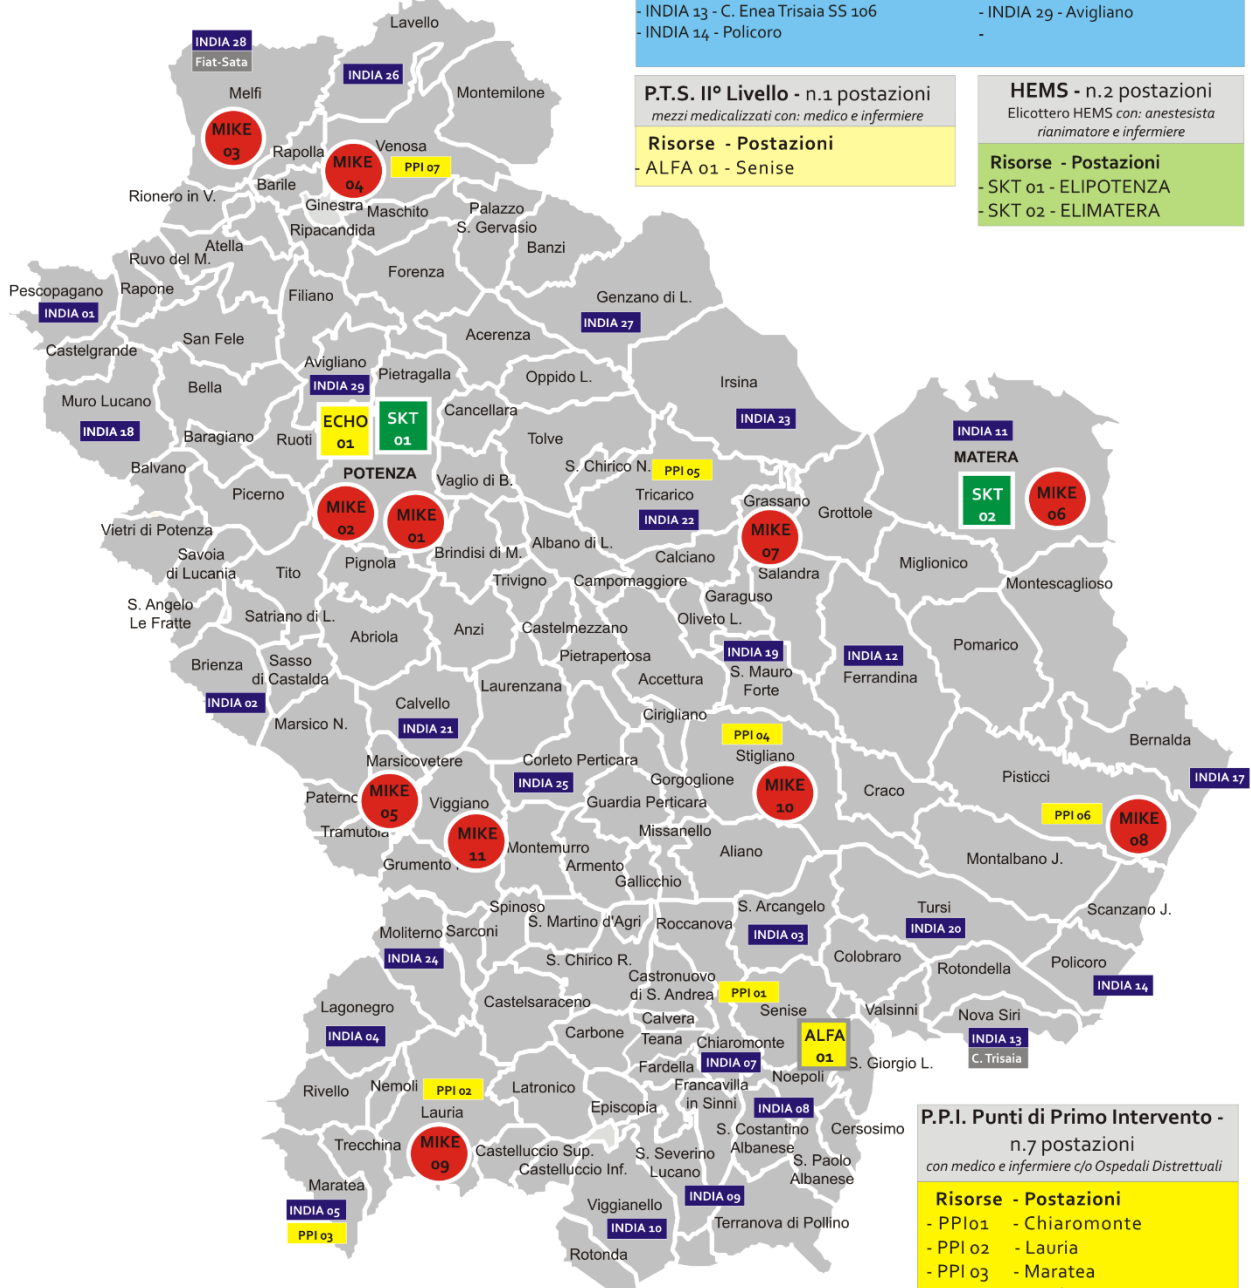 - INDIA 13 - C. Enea Trisaia SS 106
- INDIA 29 - Avigliano
- INDIA 14 - Policoro
-
P.T.S. II° Livello - n.1 postazioni
mezzi medicalizzati con: medico e infermiere
Risorse - Postazioni
- ALFA 01 - Senise
HEMS - n.2 postazioni
Elicottero HEMS con: anestesista
rianimatore e infermiere
Risorse - Postazioni
- SKT 01 - ELIPOTENZA
- SKT 02 - ELIMATERA
Lavello
INDIA 28
Fiat-Sata
INDIA 26
Melfi
Montemilone
MIKE
03
Rapolla
Venosa
MIKE
04
PPI 07
Barile
Rionero in V.
Ginestra
Maschito
Palazzo
S. Gervasio
Ripacandida
Atella
Banzi
Ruvo del M.
Forenza
Pescopagano
Rapone
Filiano
Genzano di L.
INDIA 01
INDIA 27
San Fele
Acerenza
Castelgrande
Avigliano
Pietragalla
Oppido L.
Irsina
Bella
INDIA 29
Muro Lucano
Cancellara
INDIA 23
INDIA 18
ECHO
01
SKT
01
INDIA 11
Baragiano
Ruoti
Tolve
MATERA
Balvano
POTENZA
Vaglio di B.
S. Chirico N.
PPI 05
Picerno
Tricarico
Grassano
SKT
02
MIKE
06
MIKE
02
MIKE
01
INDIA 22
Grottole
Vietri di Potenza
MIKE
07
Albano di L.
Savoia
di Lucania
Brindisi di M.
Calciano
Miglionico
Tito
Pignola
Trivigno
Campomaggiore
Salandra
Montescaglioso
Garaguso
S. Angelo
Le Fratte
Satriano di L.
Oliveto L.
Abriola
Anzi
Castelmezzano
Pomarico
Pietrapertosa
INDIA 19
INDIA 12
Brienza
Sasso
di Castalda
Accettura
S. Mauro
Forte
Ferrandina
Laurenzana
INDIA 02
Calvello
Cirigliano
Marsico N.
INDIA 21
PPI 04
Bernalda
Marsicovetere
Corleto Perticara
Stigliano
INDIA 25
Gorgoglione
Pisticci
INDIA 17
Paterno
MIKE
05
Viggiano
MIKE
10
Craco
Guardia Perticara
PPI 06
MIKE
08
Tramutola
MIKE
11
Missanello
Montemurro
Aliano
Montalbano J.
Grumento
Armento
Gallicchio
Spinoso
S. Arcangelo
Tursi
Scanzano J.
S. Martino d'Agri
Roccanova
Moliterno
Sarconi
INDIA 03
INDIA 20
INDIA 24
S. Chirico R.
Colobraro
Policoro
Castronuovo
di S. Andrea
Rotondella
PPI 01
INDIA 14
Lagonegro
Castelsaraceno
Senise
Valsinni
Nova Siri
Calvera
INDIA 04
Carbone
Teana
Chiaromonte
ALFA
01
INDIA 13
C. Trisaia
Fardella
INDIA 07
S. Giorgio L.
Noepoli
Rivello
Nemoli
PPI 02
Latronico
Francavilla
in Sinni
Lauria
Episcopia
INDIA 08
S. Costantino
Albanese
Cersosimo
Trecchina
MIKE
09
Castelluccio Sup.
Castelluccio Inf.
S. Severino
Lucano
S. Paolo
Albanese
Maratea
INDIA 05
INDIA 09
PPI 03
Viggianello
INDIA 10
Terranova di Pollino
Rotonda
P.P.I. Punti di Primo Intervento -
n.7 postazioni
con medico e infermiere c/o Ospedali Distrettuali
Risorse - Postazioni
- PPI01 - Chiaromonte
- PPI 02 - Lauria
- PPI 03 - Maratea